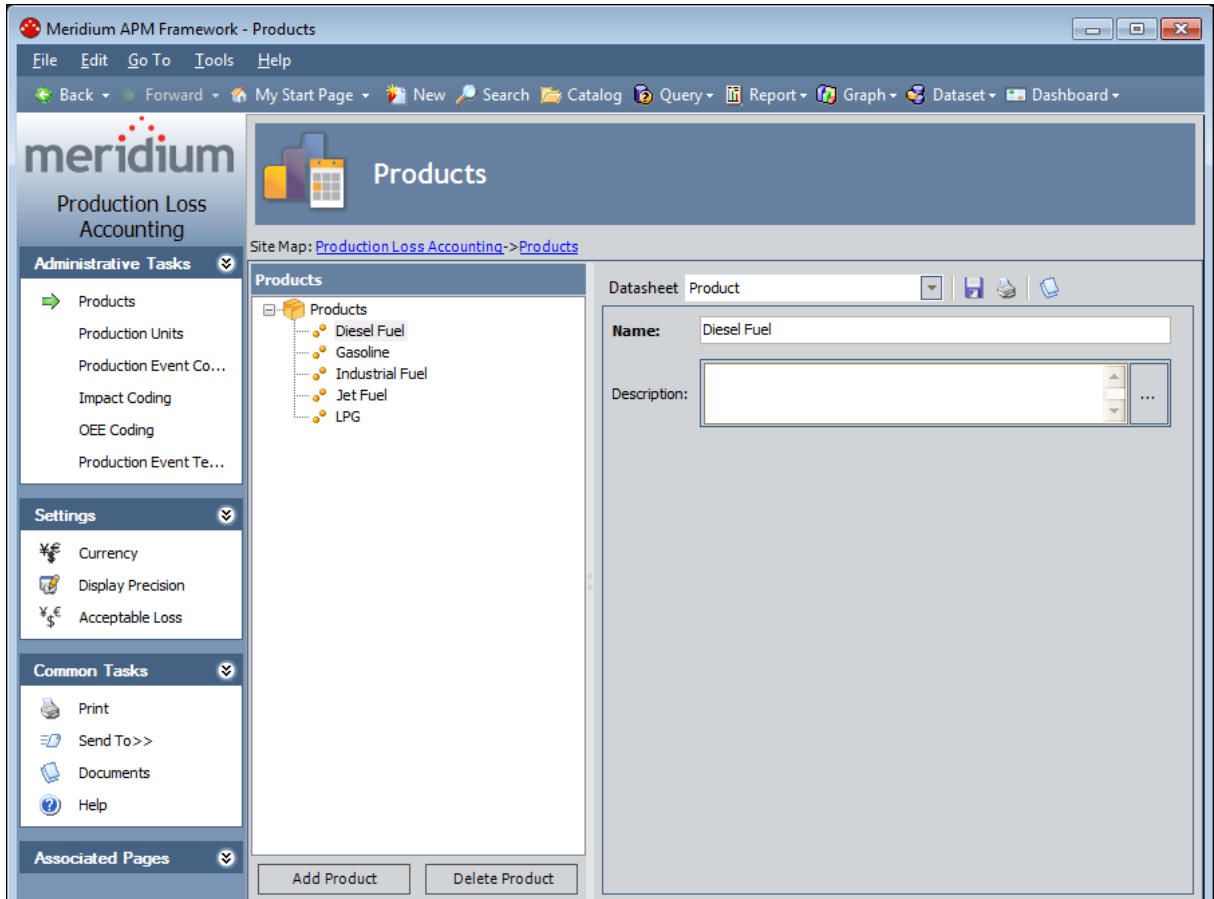 Meridium APM Framework - Products
File Edit Go To Tools Help
Back Forward My Start Page New Search Catalog Query Report Graph Dataset Dashboard
meridium
Production Loss
Accounting
Products
Site Map: Production Loss Accounting->Products
Administrative Tasks
Products
Production Units
Production Event Co...
Impact Coding
OEE Coding
Production Event Te...
Settings
Currency
Display Precision
Acceptable Loss
Common Tasks
Print
Send To>>
Documents
Help
Associated Pages
Products
Products
Diesel Fuel
Gasoline
Industrial Fuel
Jet Fuel
LPG
Add Product Delete Product
Datasheet Product
Name: Diesel Fuel
Description: ...